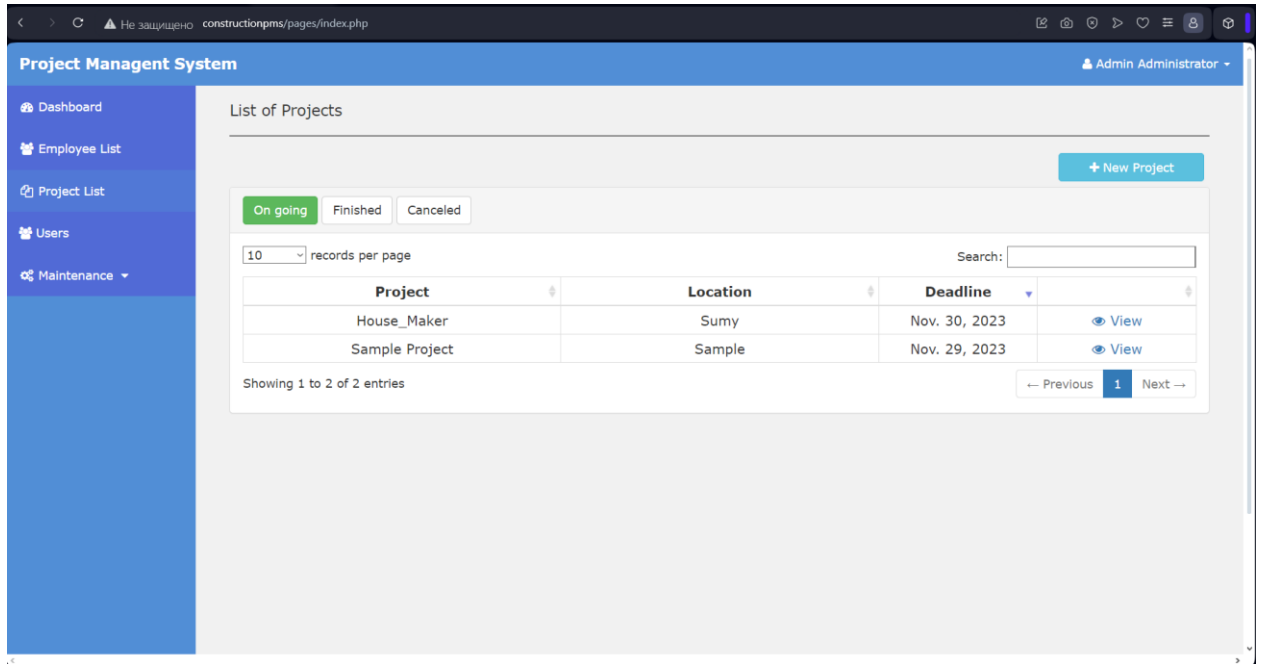 Не защищено constructionpms/pages/index.php
Project Managent System
Admin Administrator
Dashboard
Employee List
Project List
Users
Maintenance
List of Projects
+ New Project
On going Finished Canceled
10 records per page Search:
Project Location Deadline
House_Maker Sumy Nov. 30, 2023 View
Sample Project Sample Nov. 29, 2023 View
Showing 1 to 2 of 2 entries
← Previous 1 Next →